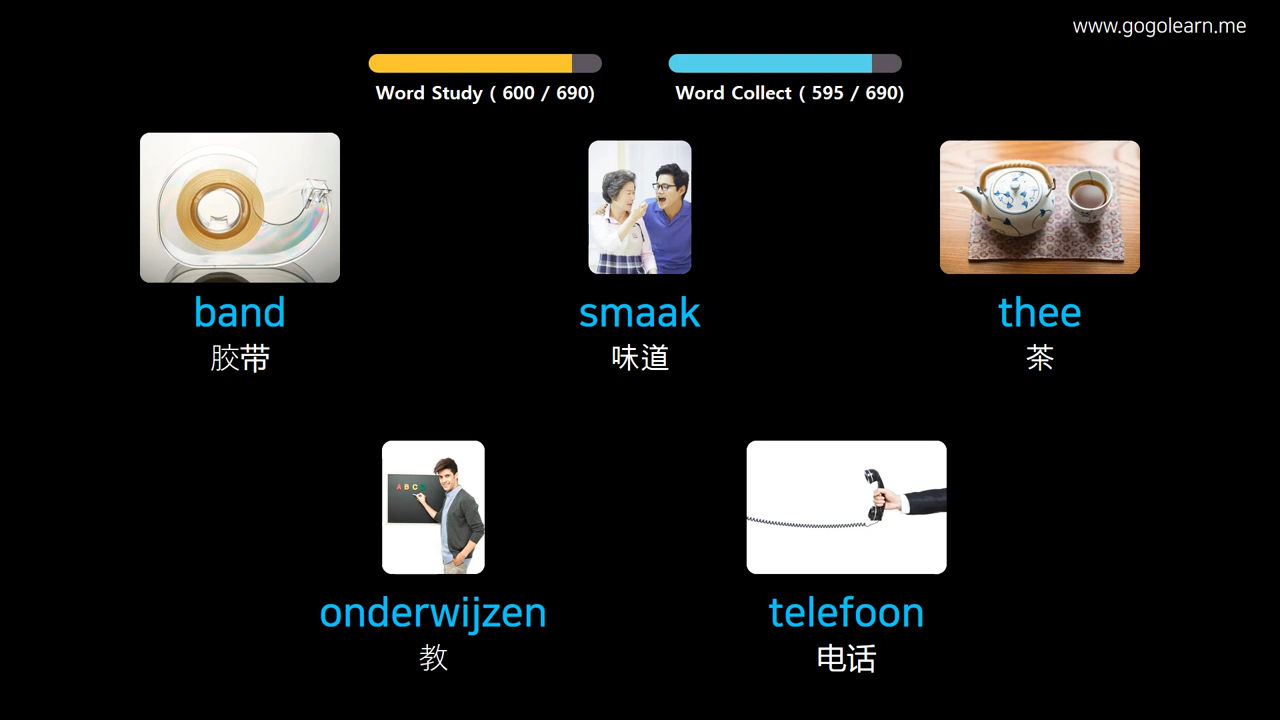 www.gogolearn.me
Word Study ( 600 / 690)
Word Collect ( 595 / 690)
band
胶带
smaak
味道
thee
茶
A B C
onderwijzen
教
telefoon
电话